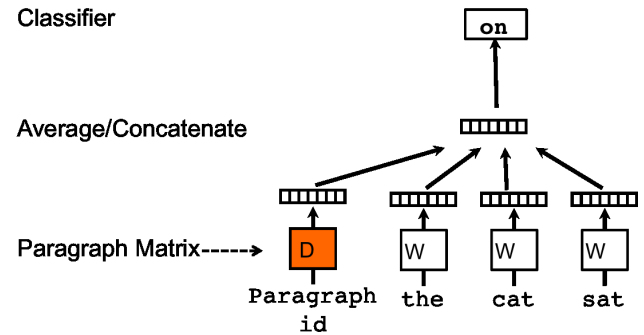 Classifier
on
Average/Concatenate
Paragraph Matrix
D
W
W
W
Paragraph
id
the
cat
sat